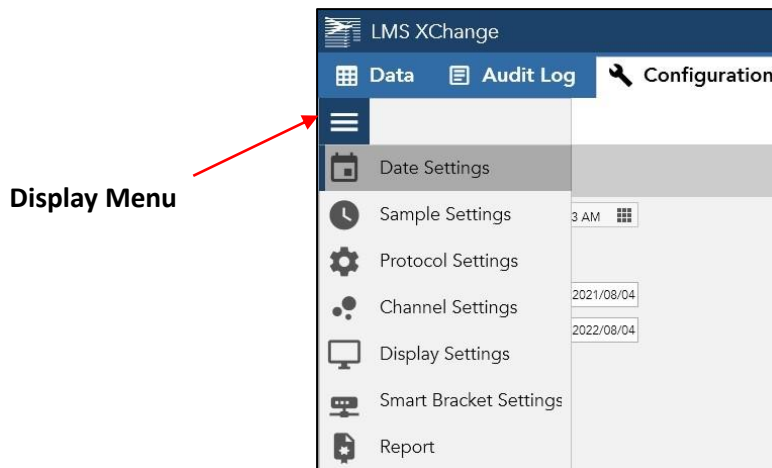 LMS XChange
Data Audit Log Configuration
Display Menu
Date Settings
Sample Settings
3 AM
Protocol Settings
2021/08/04
Channel Settings
2022/08/04
Display Settings
Smart Bracket Settings
Report